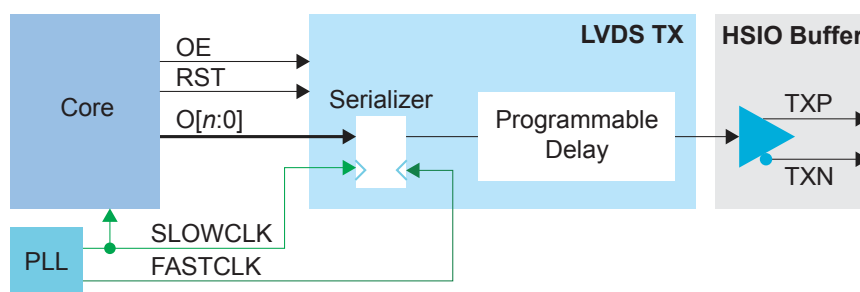 OE
LVDS TX
HSIO Buffer
RST
Core
Serializer
O[n:0]
Programmable
Delay
TXP
TXN
SLOWCLK
PLL
FASTCLK